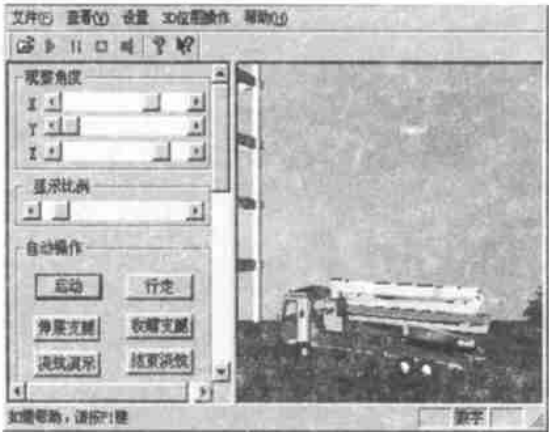 文件(F) 查看(V) 设置 3D位图操作 帮助(H)
观察角度
X
Y
Z
显示比例
自动操作
启动 行走
伸展支腿 收缩支腿
浇筑演示 结束浇筑
如需帮助，请按F1键 数字